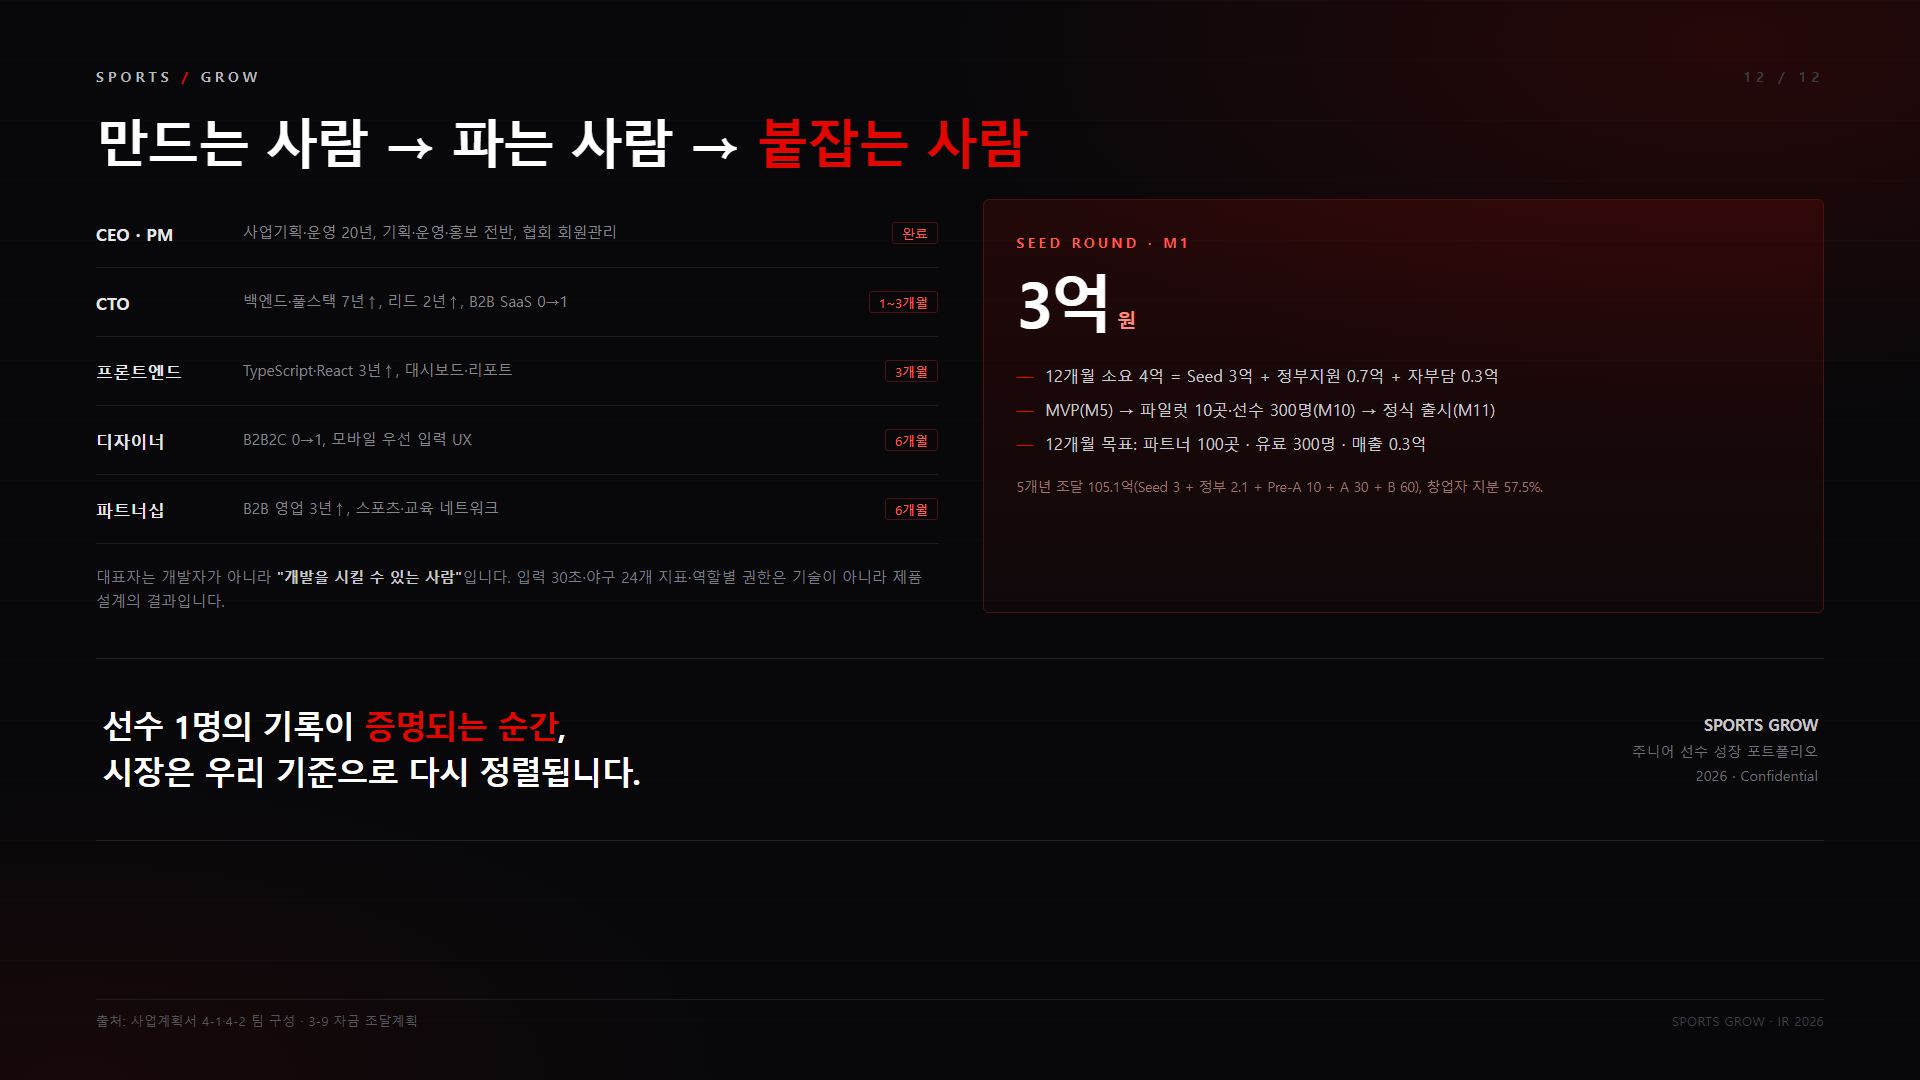 SPORTS / GROW
12 / 12
만드는 사람 → 파는 사람 → 붙잡는 사람
CEO · PM
사업기획·운영 20년, 기획·운영·홍보 전반, 협회 회원관리
완료
CTO
백엔드·풀스택 7년↑, 리드 2년↑, B2B SaaS 0→1
1~3개월
프론트엔드
TypeScript·React 3년↑, 대시보드·리포트
3개월
디자이너
B2B2C 0→1, 모바일 우선 입력 UX
6개월
파트너십
B2B 영업 3년↑, 스포츠·교육 네트워크
6개월
대표자는 개발자가 아니라 "개발을 시킬 수 있는 사람"입니다. 입력 30초·야구 24개 지표·역할별 권한은 기술이 아니라 제품
설계의 결과입니다.
SEED ROUND · M1
3억 원
— 12개월 소요 4억 = Seed 3억 + 정부지원 0.7억 + 자부담 0.3억
— MVP(M5) → 파일럿 10곳·선수 300명(M10) → 정식 출시(M11)
— 12개월 목표: 파트너 100곳 · 유료 300명 · 매출 0.3억
5개년 조달 105.1억(Seed 3 + 정부 2.1 + Pre-A 10 + A 30 + B 60), 창업자 지분 57.5%.
선수 1명의 기록이 증명되는 순간,
시장은 우리 기준으로 다시 정렬됩니다.
SPORTS GROW
주니어 선수 성장 포트폴리오
2026 · Confidential
출처: 사업계획서 4-1·4-2 팀 구성 · 3-9 자금 조달계획
SPORTS GROW · IR 2026